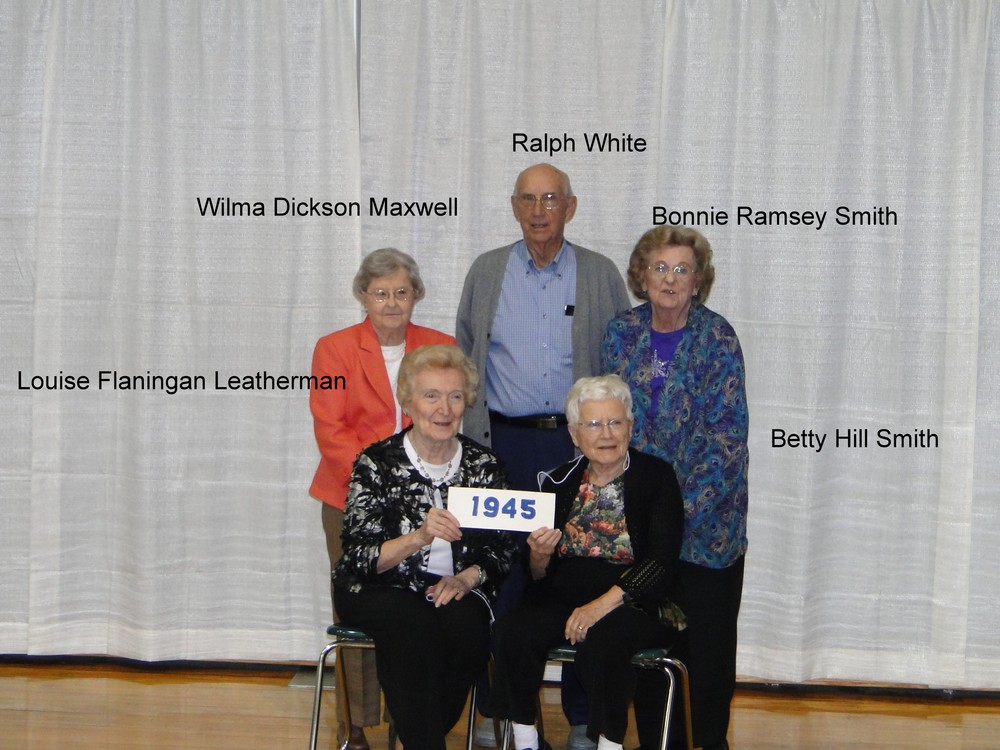 Ralph White
Wilma Dickson Maxwell
Bonnie Ramsey Smith
Louise Flaningan Leatherman
Betty Hill Smith
1945